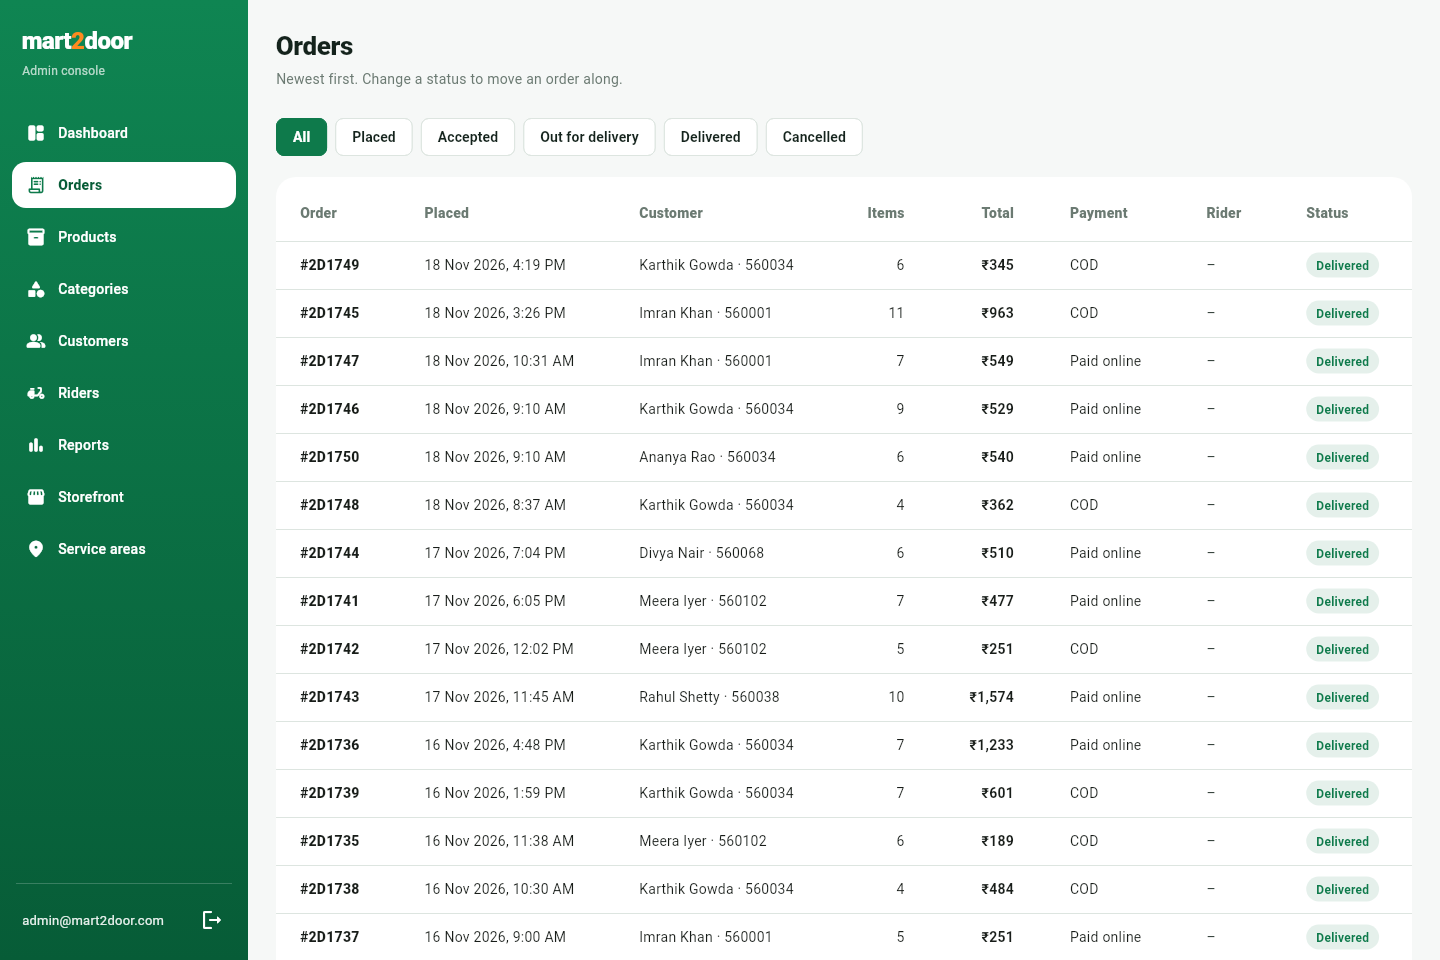 mart2door
Admin console
Dashboard
Orders
Products
Categories
Customers
Riders
Reports
Storefront
Service areas
admin@mart2door.com
Orders
Newest first. Change a status to move an order along.
All Placed Accepted Out for delivery Delivered Cancelled
Order Placed Customer Items Total Payment Rider Status
#2D1749 18 Nov 2026, 4:19 PM Karthik Gowda · 560034 6 ₹345 COD – Delivered
#2D1745 18 Nov 2026, 3:26 PM Imran Khan · 560001 11 ₹963 COD – Delivered
#2D1747 18 Nov 2026, 10:31 AM Imran Khan · 560001 7 ₹549 Paid online – Delivered
#2D1746 18 Nov 2026, 9:10 AM Karthik Gowda · 560034 9 ₹529 Paid online – Delivered
#2D1750 18 Nov 2026, 9:10 AM Ananya Rao · 560034 6 ₹540 Paid online – Delivered
#2D1748 18 Nov 2026, 8:37 AM Karthik Gowda · 560034 4 ₹362 COD – Delivered
#2D1744 17 Nov 2026, 7:04 PM Divya Nair · 560068 6 ₹510 Paid online – Delivered
#2D1741 17 Nov 2026, 6:05 PM Meera Iyer · 560102 7 ₹477 Paid online – Delivered
#2D1742 17 Nov 2026, 12:02 PM Meera Iyer · 560102 5 ₹251 COD – Delivered
#2D1743 17 Nov 2026, 11:45 AM Rahul Shetty · 560038 10 ₹1,574 Paid online – Delivered
#2D1736 16 Nov 2026, 4:48 PM Karthik Gowda · 560034 7 ₹1,233 Paid online – Delivered
#2D1739 16 Nov 2026, 1:59 PM Karthik Gowda · 560034 7 ₹601 COD – Delivered
#2D1735 16 Nov 2026, 11:38 AM Meera Iyer · 560102 6 ₹189 COD – Delivered
#2D1738 16 Nov 2026, 10:30 AM Karthik Gowda · 560034 4 ₹484 COD – Delivered
#2D1737 16 Nov 2026, 9:00 AM Imran Khan · 560001 5 ₹251 Paid online – Delivered